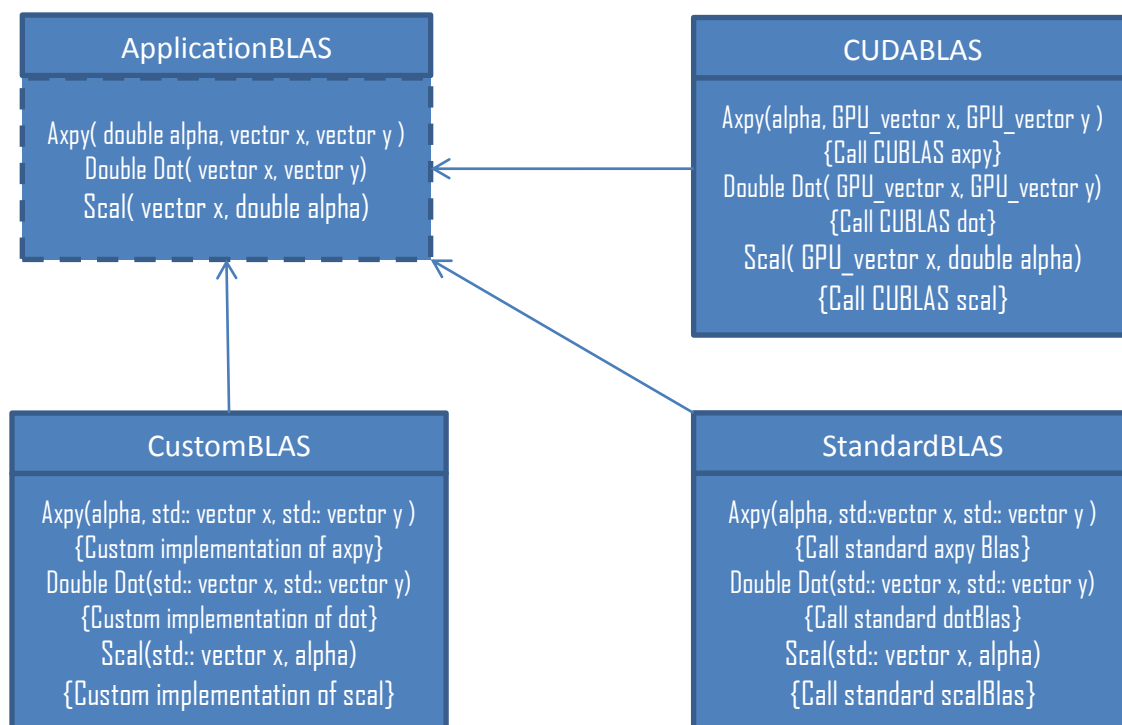 ApplicationBLAS
Axpy( double alpha, vector x, vector y )
Double Dot( vector x, vector y)
Scal( vector x, double alpha)
CUDABLAS
Axpy(alpha, GPU_vector x, GPU_vector y )
{Call CUBLAS axpy}
Double Dot( GPU_vector x, GPU_vector y)
{Call CUBLAS dot}
Scal( GPU_vector x, double alpha)
{Call CUBLAS scal}
CustomBLAS
Axpy(alpha, std:: vector x, std:: vector y )
{Custom implementation of axpy}
Double Dot(std:: vector x, std:: vector y)
{Custom implementation of dot}
Scal(std:: vector x, alpha)
{Custom implementation of scal}
StandardBLAS
Axpy(alpha, std::vector x, std:: vector y )
{Call standard axpy Blas}
Double Dot(std:: vector x, std:: vector y)
{Call standard dotBlas}
Scal(std:: vector x, alpha)
{Call standard scalBlas}